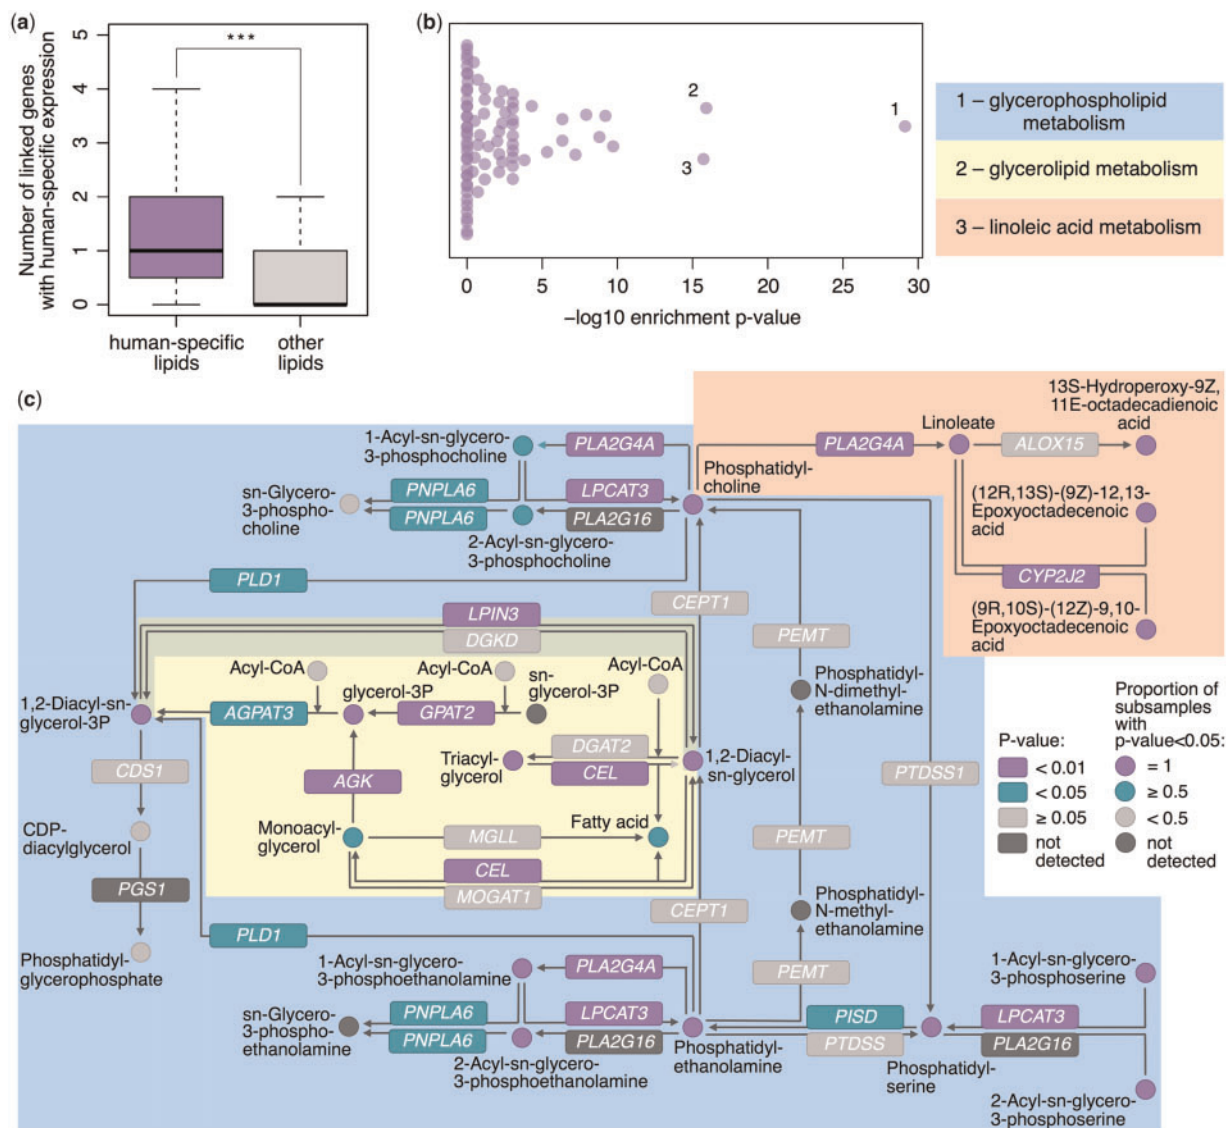 (a)
***
Number of linked genes
with human-specific expression
5
4
3
2
1
0
human-specific
lipids
other
lipids
(b)
2
1
3
0
5
10
15
20
25
30
–log10 enrichment p-value
1 – glycerophospholipid
metabolism
2 – glycerolipid metabolism
3 – linoleic acid metabolism
(c)
1-Acyl-sn-glycero-
3-phosphocholine
PLA2G4A
PLA2G4A
Linoleate
ALOX15
13S-Hydroperoxy-9Z,
11E-octadecadienoic
acid
sn-Glycero-
3-phospho-
choline
PNPLA6
PNPLA6
LPCAT3
PLA2G16
Phosphatidyl-
choline
2-Acyl-sn-glycero-
3-phosphocholine
(12R,13S)-(9Z)-12,13-
Epoxyoctadecenoic
acid
CYP2J2
(9R,10S)-(12Z)-9,10-
Epoxyoctadecenoic
acid
PLD1
CEPT1
LPIN3
DGKD
PEMT
Acyl-CoA
Acyl-CoA
Acyl-CoA
glycerol-3P
sn-
glycerol-3P
Phosphatidyl-
N-dimethyl-
ethanolamine
1,2-Diacyl-sn-
glycerol-3P
AGPAT3
GPAT2
CDS1
AGK
Triacyl-
glycerol
DGAT2
CEL
1,2-Diacyl-
sn-glycerol
PTDSS1
CDP-
diacylglycerol
Monoacyl-
glycerol
MGLL
Fatty acid
PEMT
PGS1
CEL
MOGAT1
CEPT1
Phosphatidyl-
N-methyl-
ethanolamine
PLD1
Phosphatidyl-
glycerophosphate
1-Acyl-sn-glycero-
3-phosphoethanolamine
PLA2G4A
PEMT
1-Acyl-sn-glycero-
3-phosphoserine
sn-Glycero-
3-phospho-
ethanolamine
PNPLA6
PNPLA6
LPCAT3
PLA2G16
Phosphatidyl-
ethanolamine
2-Acyl-sn-glycero-
3-phosphoethanolamine
PISD
PTDSS
Phosphatidyl-
serine
LPCAT3
PLA2G16
2-Acyl-sn-glycero-
3-phosphoserine
P-value:
< 0.01
< 0.05
≥ 0.05
not
detected
Proportion of
subsamples
with
p-value<0.05:
= 1
≥ 0.5
< 0.5
not
detected